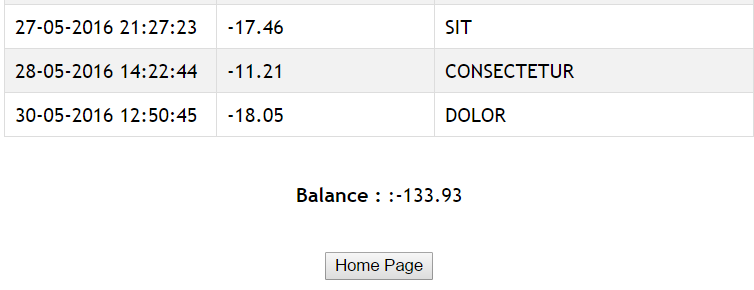 27-05-2016 21:27:23 -17.46 SIT
28-05-2016 14:22:44 -11.21 CONSECTETUR
30-05-2016 12:50:45 -18.05 DOLOR
Balance : :-133.93
Home Page